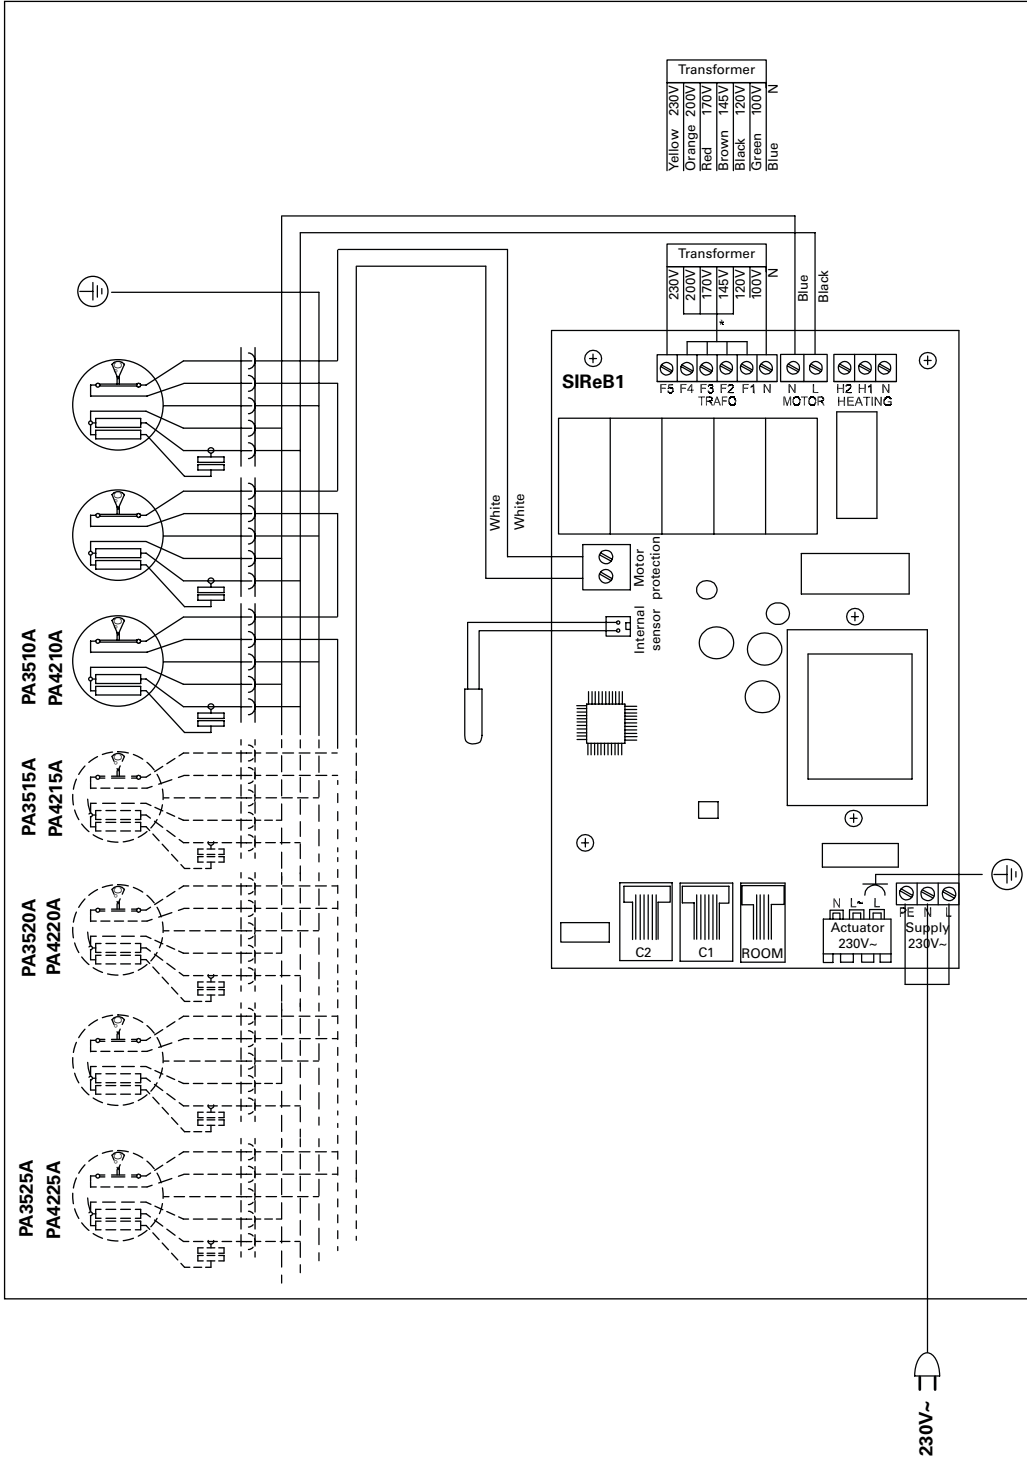 Transformer
Yellow 230V
Orange 200V
Red 170V
Brown 145V
Black 120V
Green 100V
Blue N
Transformer
230V
200V
170V
145V
120V
100V
N
*
Blue
Black
SIReB1
F5 F4 F3 F2 F1 N
TRAFO
N L
MOTOR
H2 H1 N
HEATING
White
White
Motor
protection
Internal
sensor
PA3510A
PA4210A
PA3515A
PA4215A
PA3520A
PA4220A
PA3525A
PA4225A
C2
C1
ROOM
N L~ L
Actuator
230V~
PE N L
Supply
230V~
230V~